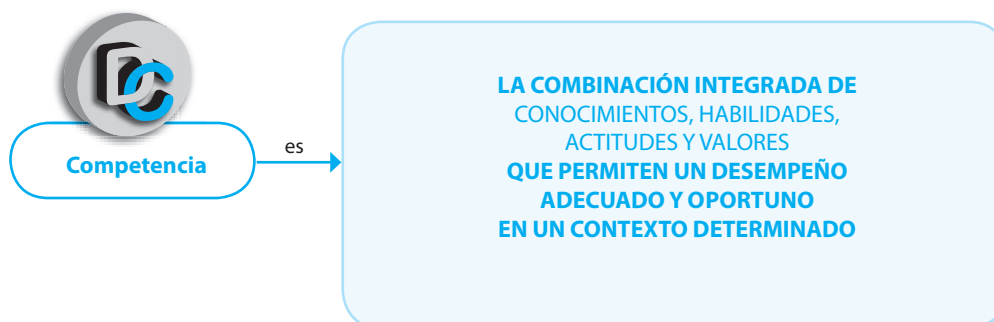 DC
Competencia
es
LA COMBINACIÓN INTEGRADA DE
CONOCIMIENTOS, HABILIDADES,
ACTITUDES Y VALORES
QUE PERMITEN UN DESEMPEÑO
ADECUADO Y OPORTUNO
EN UN CONTEXTO DETERMINADO